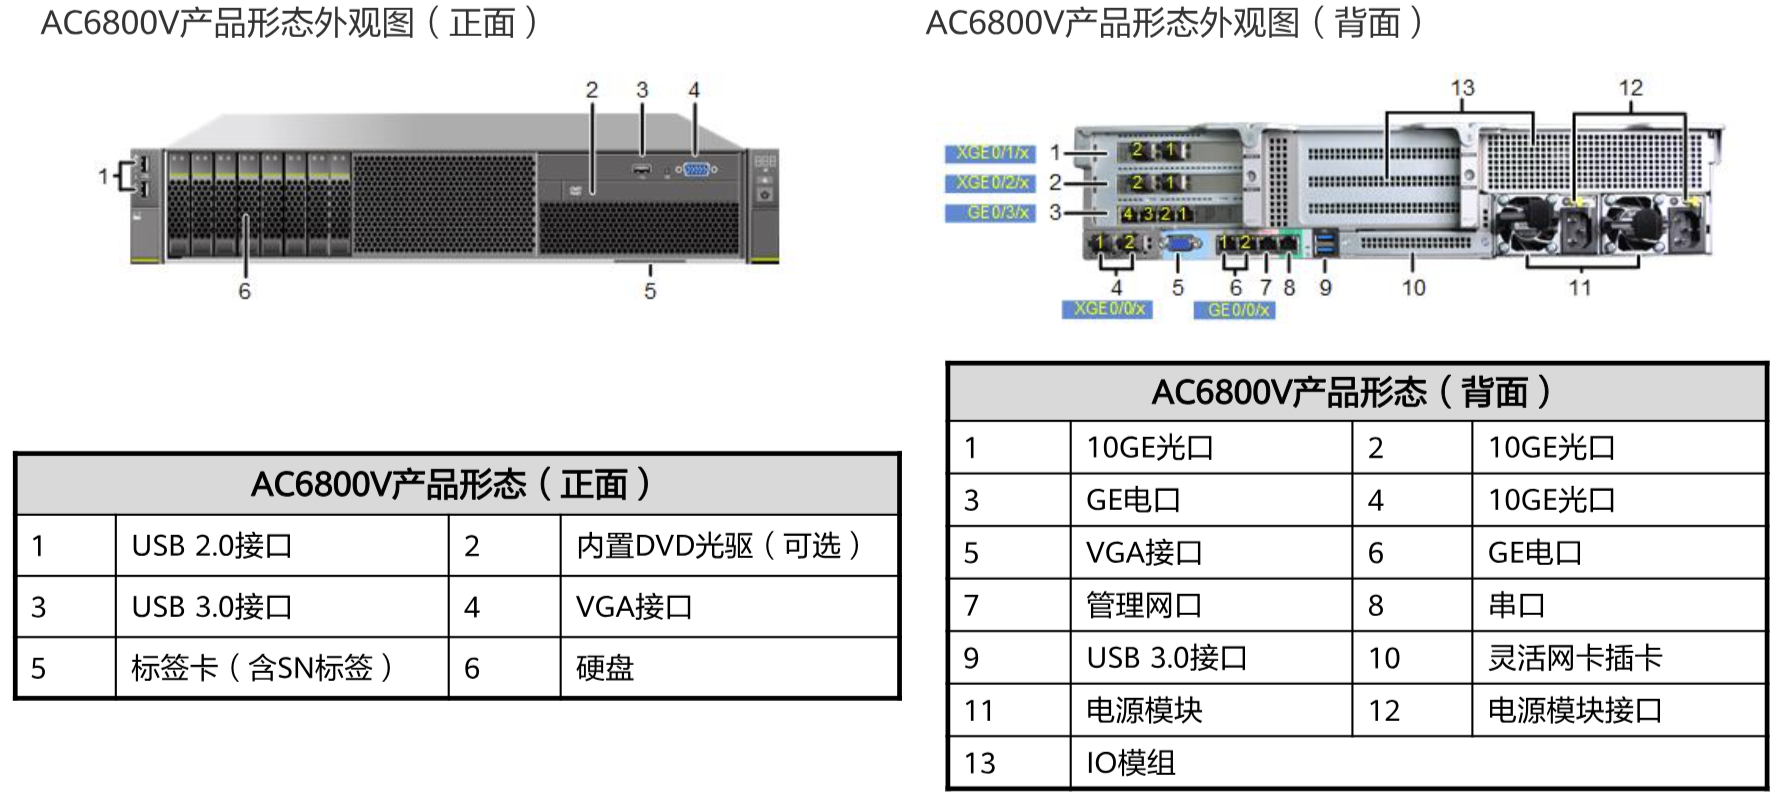 AC6800V产品形态外观图（正面）
2 3 4
1
6 5
AC6800V产品形态（正面）
1 USB 2.0接口 2 内置DVD光驱（可选）
3 USB 3.0接口 4 VGA接口
5 标签卡（含SN标签） 6 硬盘
AC6800V产品形态外观图（背面）
13 12
XGE0/1/x 1 2 1
XGE0/2/x 2 2 1
GE0/3/x 3 4 3 2 1
1 2 1 2
4 5 6 7 8 9 10 11
XGE0/0/x GE0/0/x
AC6800V产品形态（背面）
1 10GE光口 2 10GE光口
3 GE电口 4 10GE光口
5 VGA接口 6 GE电口
7 管理网口 8 串口
9 USB 3.0接口 10 灵活网卡插卡
11 电源模块 12 电源模块接口
13 IO模组